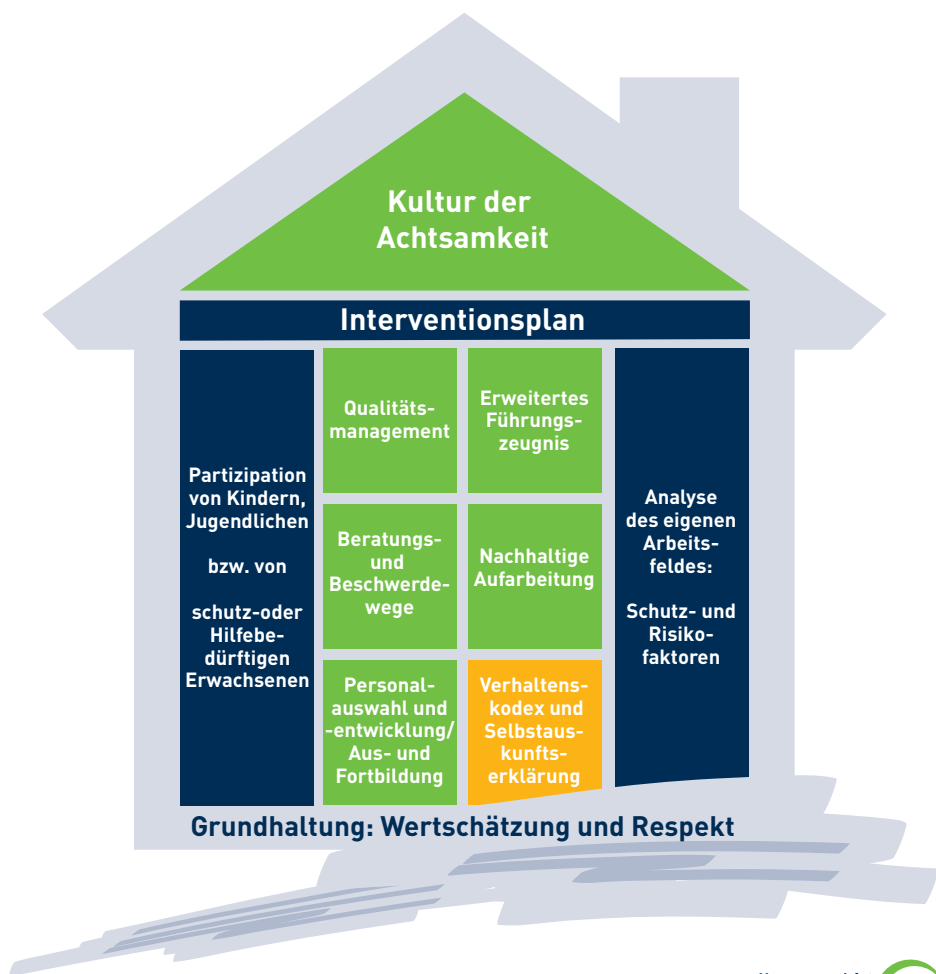 Kultur der
Achtsamkeit
Interventionsplan
Partizipation
von Kindern,
Jugendlichen
bzw. von
schutz-oder
Hilfebe-
dürftigen
Erwachsenen
Qualitäts-
management
Erweitertes
Führungs-
zeugnis
Beratungs-
und
Beschwerde-
wege
Nachhaltige
Aufarbeitung
Personal-
auswahl und
-entwicklung/
Aus- und
Fortbildung
Verhaltens-
kodex und
Selbstaus-
kunfts-
erklärung
Analyse
des eigenen
Arbeits-
feldes:
Schutz- und
Risiko-
faktoren
Grundhaltung: Wertschätzung und Respekt